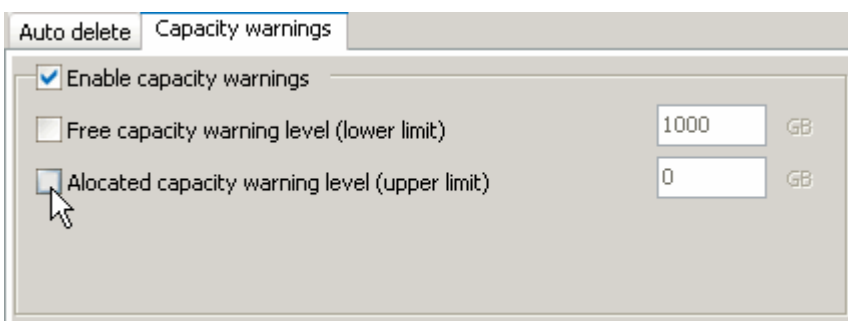 Auto delete Capacity warnings
Enable capacity warnings
Free capacity warning level (lower limit) 1000 GB
Alocated capacity warning level (upper limit) 0 GB